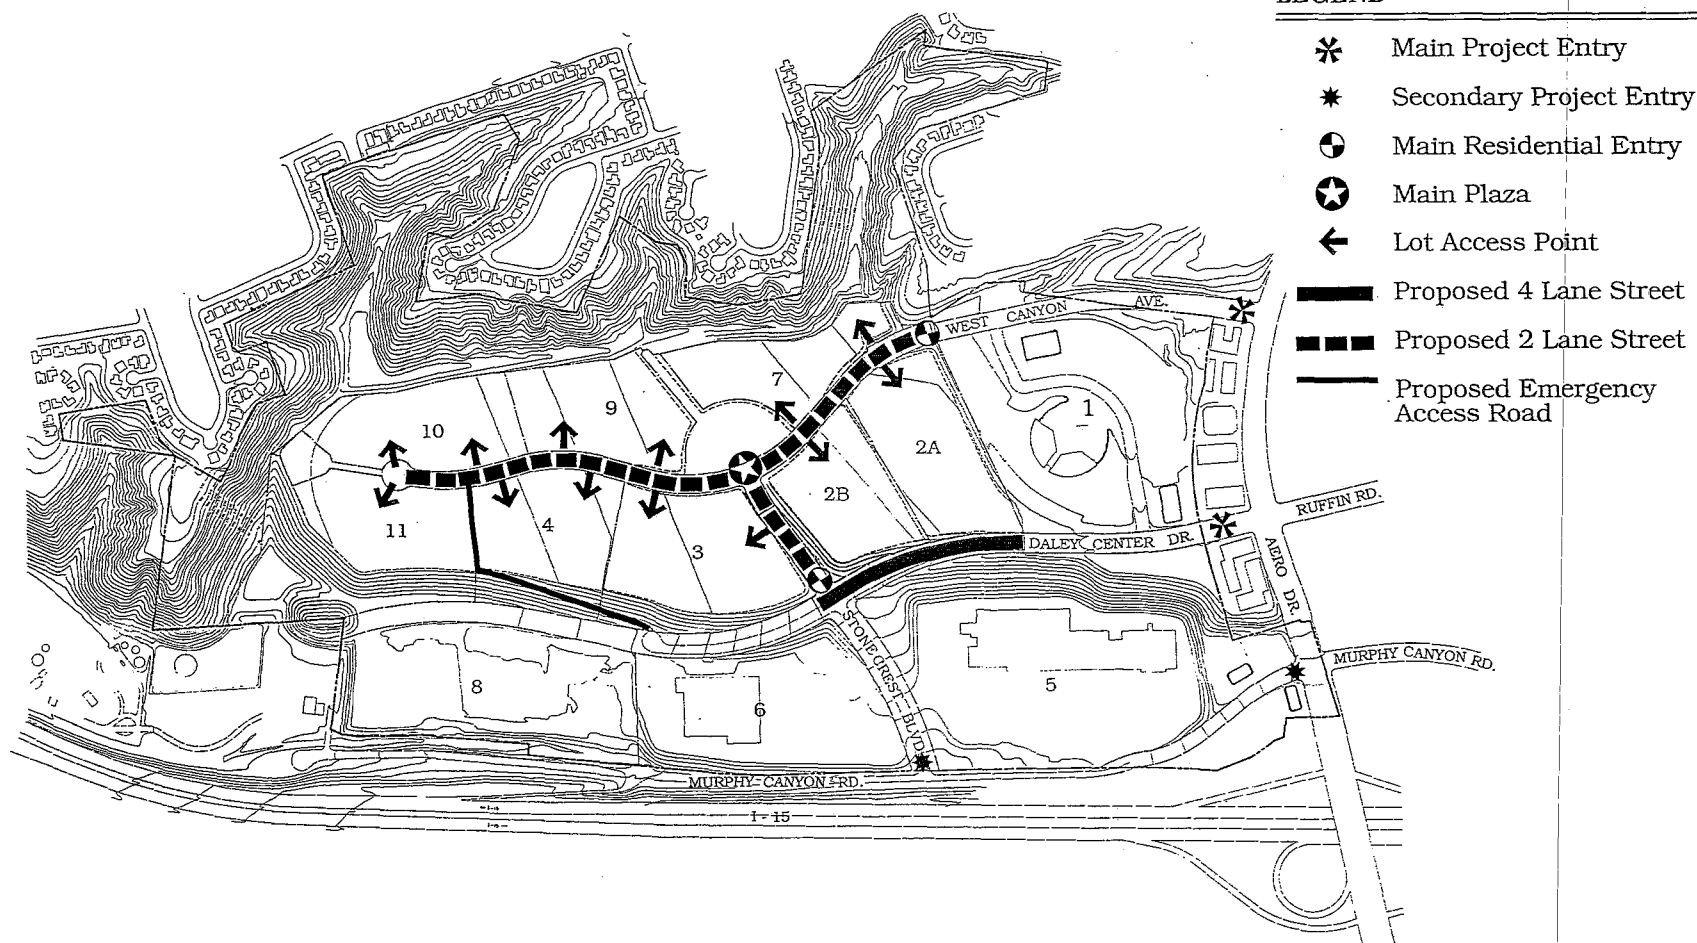 LEGEND
Main Project Entry
Secondary Project Entry
Main Residential Entry
Main Plaza
Lot Access Point
Proposed 4 Lane Street
Proposed 2 Lane Street
Proposed Emergency
Access Road
WEST CANYON AVE.
7
9
10
1
2A
2B
RUFFIN RD.
11
4
3
DALEY CENTER DR.
AERO DR.
STONECREST BLVD.
MURPHY CANYON RD.
8
6
5
MURPHY CANYON RD.
I-15